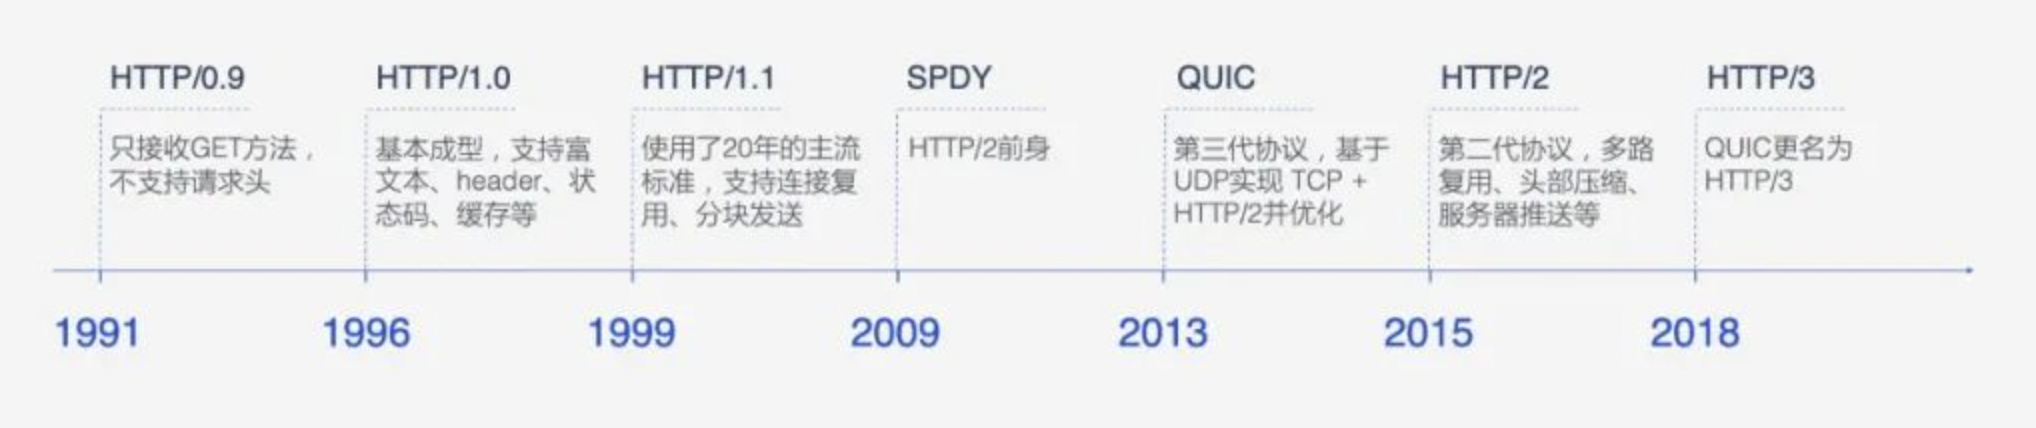 HTTP/0.9
只接收GET方法，
不支持请求头
HTTP/1.0
基本成型，支持富
文本、header、状
态码、缓存等
HTTP/1.1
使用了20年的主流
标准，支持连接复
用、分块发送
SPDY
HTTP/2前身
QUIC
第三代协议，基于
UDP实现 TCP +
HTTP/2并优化
HTTP/2
第二代协议，多路
复用、头部压缩、
服务器推送等
HTTP/3
QUIC更名为
HTTP/3
1991
1996
1999
2009
2013
2015
2018